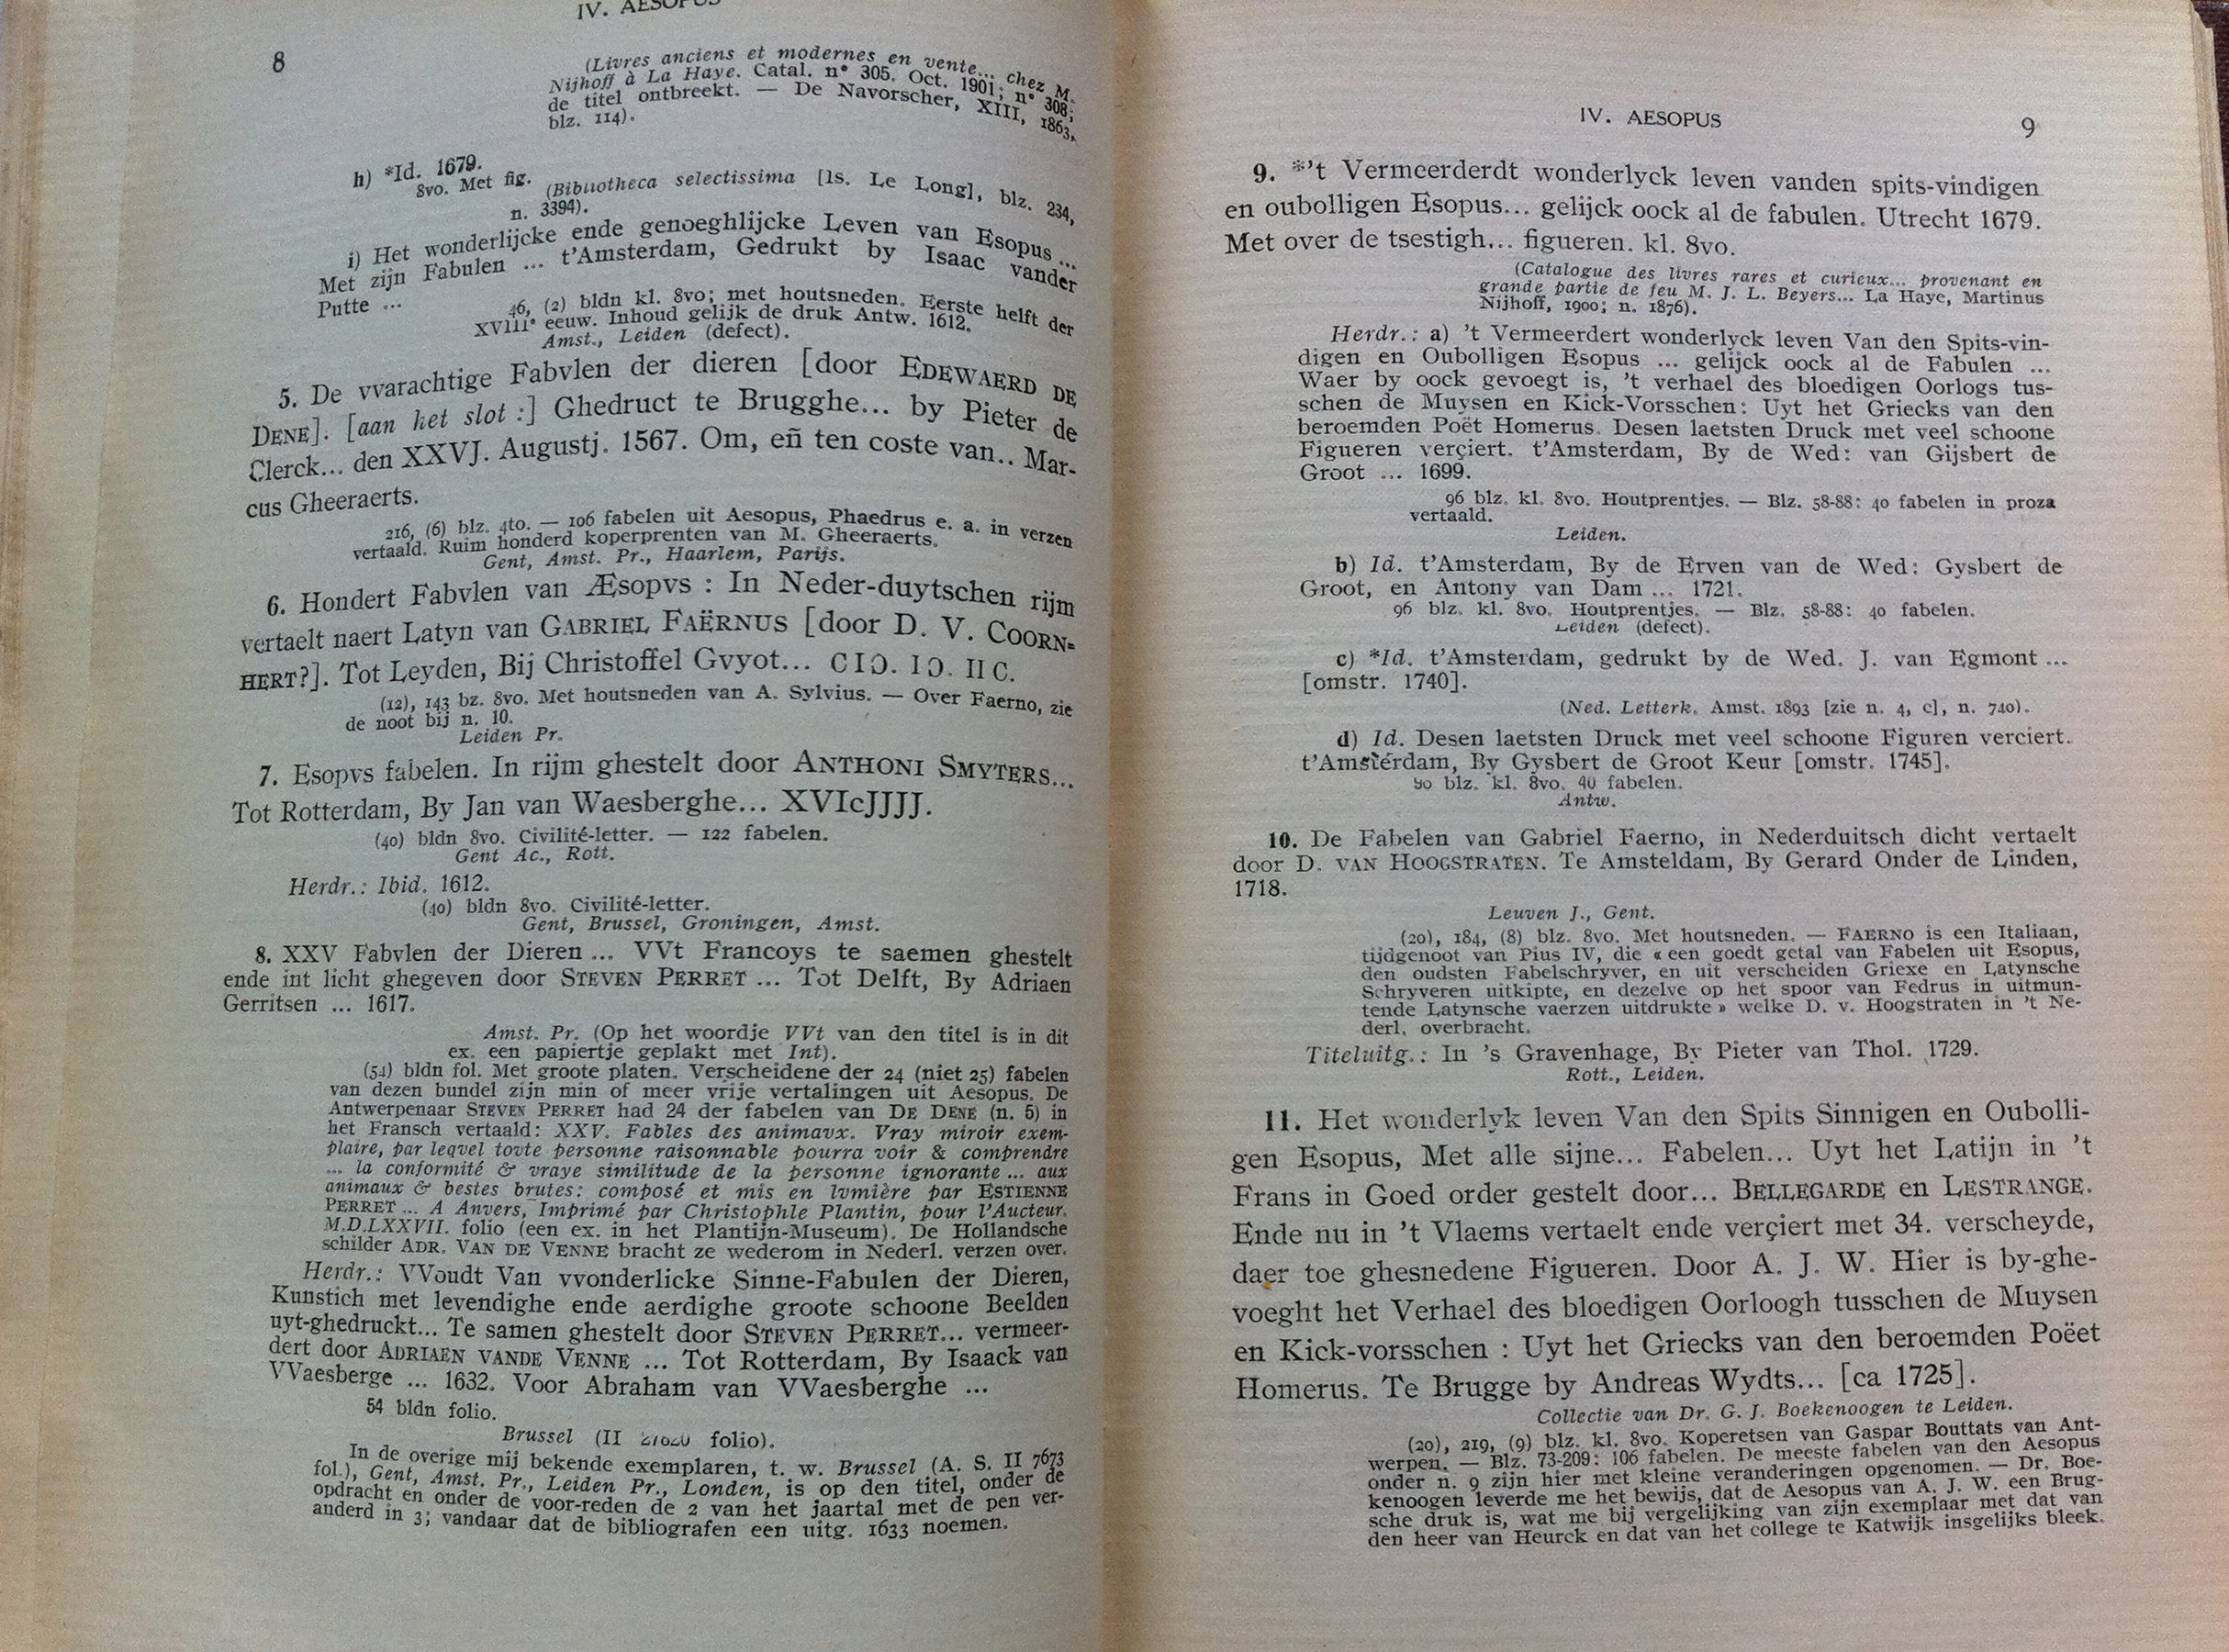 IV. AESOPUS
8
(Livres anciens et modernes en vente... chez M.
Nijhoff à La Haye. Catal. n° 305. Oct. 1901; n° 308;
de titel ontbreekt. — De Navorscher, XIII, 1863,
blz. 114).
h) *Id. 1679.
8vo. Met fig.
(Bibliotheca selectissima [Is. Le Long], blz. 234,
n. 3394).
i) Het wonderlijcke ende genoeghlijcke Leven van Esopus ...
Met zijn Fabulen ... t'Amsterdam, Gedrukt by Isaac vander
Putte ...
46, (2) bldn kl. 8vo; met houtsneden. Eerste helft der
XVIIIe eeuw. Inhoud gelijk de druk Antw. 1612.
Amst., Leiden (defect).
5. De vvarachtige Fabvlen der dieren [door EDEWAERD DE
DENE]. [aan het slot :] Ghedruct te Brugghe... by Pieter de
Clerck... den XXVJ. Augustj. 1567. Om, eñ ten coste van.. Mar-
cus Gheeraerts.
216, (6) blz. 4to. — 106 fabelen uit Aesopus, Phaedrus e. a. in verzen
vertaald. Ruim honderd koperprenten van M. Gheeraerts.
Gent, Amst. Pr., Haarlem, Parijs.
6. Hondert Fabvlen van Æsopvs : In Neder-duytschen rijm
vertaelt naert Latyn van GABRIEL FAËRNUS [door D. V. COORN-
HERT?]. Tot Leyden, Bij Christoffel Gvyot... CIↃ. IↃ. IIC.
(12), 143 bz. 8vo. Met houtsneden van A. Sylvius. — Over Faerno, zie
de noot bij n. 10.
Leiden Pr.
7. Esopvs fabelen. In rijm ghestelt door ANTHONI SMYTERS...
Tot Rotterdam, By Jan van Waesberghe... XVIcJJJJ.
(40) bldn 8vo. Civilité-letter. — 122 fabelen.
Gent Ac., Rott.
Herdr.: Ibid. 1612.
(40) bldn 8vo. Civilité-letter.
Gent, Brussel, Groningen, Amst.
8. XXV Fabvlen der Dieren ... VVt Francoys te saemen ghestelt
ende int licht ghegeven door STEVEN PERRET ... Tot Delft, By Adriaen
Gerritsen ... 1617.
Amst. Pr. (Op het woordje VVt van den titel is in dit
ex. een papiertje geplakt met Int).
(54) bldn fol. Met groote platen. Verscheidene der 24 (niet 25) fabelen
van dezen bundel zijn min of meer vrije vertalingen uit Aesopus. De
Antwerpenaar STEVEN PERRET had 24 der fabelen van DE DENE (n. 5) in
het Fransch vertaald: XXV. Fables des animavx. Vray miroir exem-
plaire, par leqvel tovte personne raisonnable pourra voir & comprendre
... la conformité & vraye similitude de la personne ignorante ... aux
animaux & bestes brutes: composé et mis en lvmière par ESTIENNE
PERRET ... A Anvers, Imprimé par Christophle Plantin, pour l'Aucteur.
M.D.LXXVII. folio (een ex. in het Plantijn-Museum). De Hollandsche
schilder ADR. VAN DE VENNE bracht ze wederom in Nederl. verzen over.
Herdr.: VVoudt Van vvonderlicke Sinne-Fabulen der Dieren,
Kunstich met levendighe ende aerdighe groote schoone Beelden
uyt-ghedruckt... Te samen ghestelt door STEVEN PERRET... vermeer-
dert door ADRIAEN VANDE VENNE ... Tot Rotterdam, By Isaack van
VVaesberge ... 1632. Voor Abraham van VVaesberghe ...
54 bldn folio.
Brussel (II folio).
In de overige mij bekende exemplaren, t. w. Brussel (A. S. II 7673
fol.), Gent, Amst. Pr., Leiden Pr., Londen, is op den titel, onder de
opdracht en onder de voor-reden de 2 van het jaartal met de pen ver-
anderd in 3; vandaar dat de bibliografen een uitg. 1633 noemen.
IV. AESOPUS
9
9. *'t Vermeerderdt wonderlyck leven vanden spits-vindigen
en oubolligen Esopus... gelijck oock al de fabulen. Utrecht 1679.
Met over de tsestigh... figueren. kl. 8vo.
(Catalogue des livres rares et curieux... provenant en
grande partie de feu M. J. L. Beyers... La Haye, Martinus
Nijhoff, 1900; n. 1876).
Herdr.: a) 't Vermeerdert wonderlyck leven Van den Spits-vin-
digen en Oubolligen Esopus ... gelijck oock al de Fabulen ...
Waer by oock gevoegt is, 't verhael des bloedigen Oorlogs tus-
schen de Muysen en Kick-Vorsschen: Uyt het Griecks van den
beroemden Poët Homerus. Desen laetsten Druck met veel schoone
Figueren verçiert. t'Amsterdam, By de Wed: van Gijsbert de
Groot ... 1699.
96 blz. kl. 8vo. Houtprentjes. — Blz. 58-88: 40 fabelen in proza
vertaald.
Leiden.
b) Id. t'Amsterdam, By de Erven van de Wed: Gysbert de
Groot, en Antony van Dam ... 1721.
96 blz. kl. 8vo. Houtprentjes. — Blz. 58-88: 40 fabelen.
Leiden (defect).
c) *Id. t'Amsterdam, gedrukt by de Wed. J. van Egmont ...
[omstr. 1740].
(Ned. Letterk. Amst. 1893 [zie n. 4, c], n. 740).
d) Id. Desen laetsten Druck met veel schoone Figuren verciert.
t'Amsterdam, By Gysbert de Groot Keur [omstr. 1745].
90 blz. kl. 8vo. 40 fabelen.
Antw.
10. De Fabelen van Gabriel Faerno, in Nederduitsch dicht vertaelt
door D. VAN HOOGSTRATEN. Te Amsteldam, By Gerard Onder de Linden,
1718.
Leuven J., Gent.
(20), 184, (8) blz. 8vo. Met houtsneden. — FAERNO is een Italiaan,
tijdgenoot van Pius IV, die « een goedt getal van Fabelen uit Esopus,
den oudsten Fabelschryver, en uit verscheiden Griexe en Latynsche
Schryveren uitkipte, en dezelve op het spoor van Fedrus in uitmun-
tende Latynsche vaerzen uitdrukte » welke D. v. Hoogstraten in 't Ne-
derl. overbracht.
Titeluitg.: In 's Gravenhage, By Pieter van Thol. 1729.
Rott., Leiden.
11. Het wonderlyk leven Van den Spits Sinnigen en Oubolli-
gen Esopus, Met alle sijne... Fabelen... Uyt het Latijn in 't
Frans in Goed order gestelt door... BELLEGARDE en LESTRANGE.
Ende nu in 't Vlaems vertaelt ende verçiert met 34. verscheyde,
daer toe ghesnedene Figueren. Door A. J. W. Hier is by-ghe-
voeght het Verhael des bloedigen Oorloogh tusschen de Muysen
en Kick-vorsschen : Uyt het Griecks van den beroemden Poëet
Homerus. Te Brugge by Andreas Wydts... [ca 1725].
Collectie van Dr. G. J. Boekenoogen te Leiden.
(20), 219, (9) blz. kl. 8vo. Koperetsen van Gaspar Bouttats van Ant-
werpen. — Blz. 73-209: 106 fabelen. De meeste fabelen van den Aesopus
onder n. 9 zijn hier met kleine veranderingen opgenomen. — Dr. Boe-
kenoogen leverde me het bewijs, dat de Aesopus van A. J. W. een Brug-
sche druk is, wat me bij vergelijking van zijn exemplaar met dat van
den heer van Heurck en dat van het college te Katwijk insgelijks bleek.